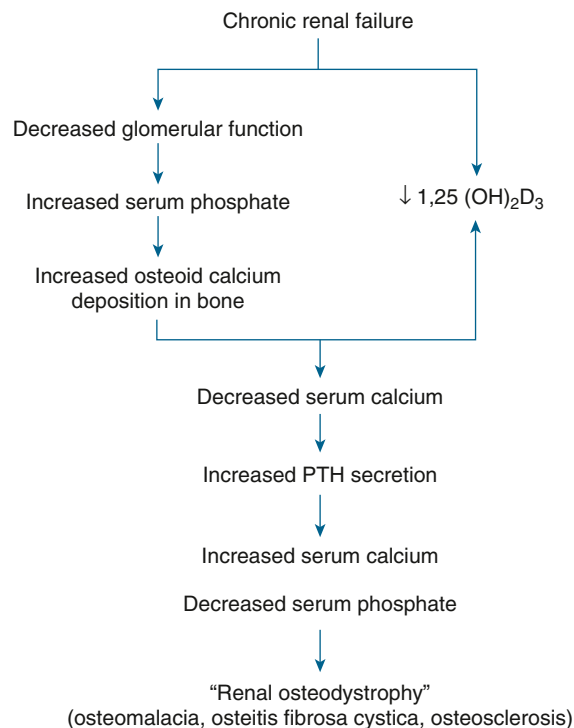 Chronic renal failure
Decreased glomerular function
Increased serum phosphate
↓ 1,25 (OH)₂D₃
Increased osteoid calcium
deposition in bone
Decreased serum calcium
Increased PTH secretion
Increased serum calcium
Decreased serum phosphate
“Renal osteodystrophy”
(osteomalacia, osteitis fibrosa cystica, osteosclerosis)